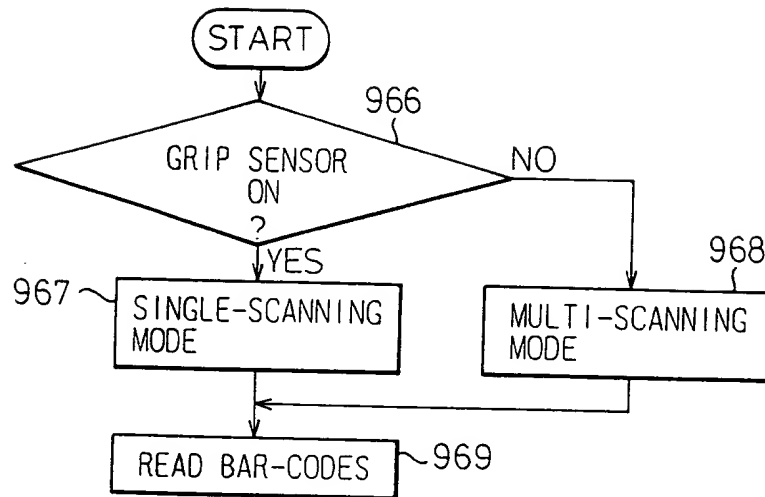 START
966
GRIP SENSOR
ON
?
NO
YES
967
SINGLE-SCANNING
MODE
968
MULTI-SCANNING
MODE
READ BAR-CODES
969